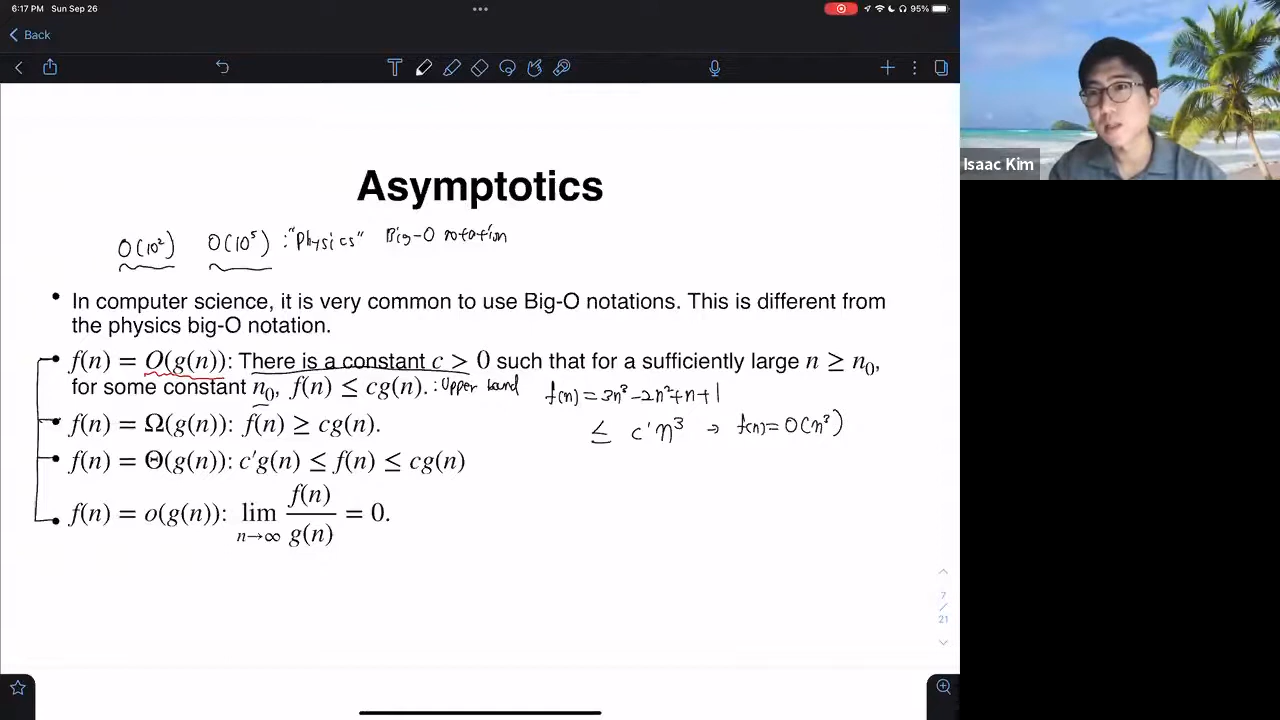 6:17 PM Sun Sep 26
95%
Back
Isaac Kim
Asymptotics
O(10²) O(10⁵) : "Physics" Big-O notation
• In computer science, it is very common to use Big-O notations. This is different from
the physics big-O notation.
• f(n) = O(g(n)): There is a constant c > 0 such that for a sufficiently large n ≥ n₀,
for some constant n₀, f(n) ≤ cg(n). : Upper bound f(n) = 3n³ - 2n² + n + 1
• f(n) = Ω(g(n)): f(n) ≥ cg(n). ≤ c'n³ → f(n) = O(n³)
• f(n) = Θ(g(n)): c′g(n) ≤ f(n) ≤ cg(n)
• f(n) = o(g(n)): lim n→∞ f(n)/g(n) = 0.
7
/
21